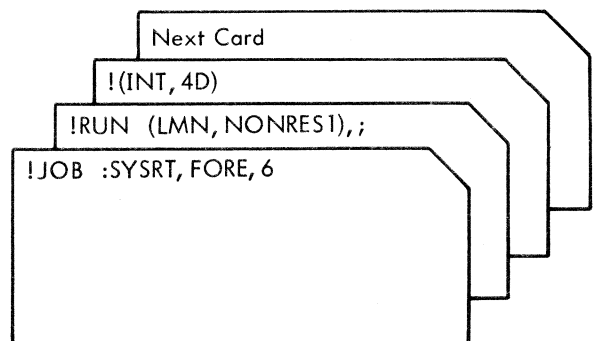 Next Card
!(INT, 4D)
!RUN (LMN, NONRES1), ;
!JOB :SYSRT, FORE, 6